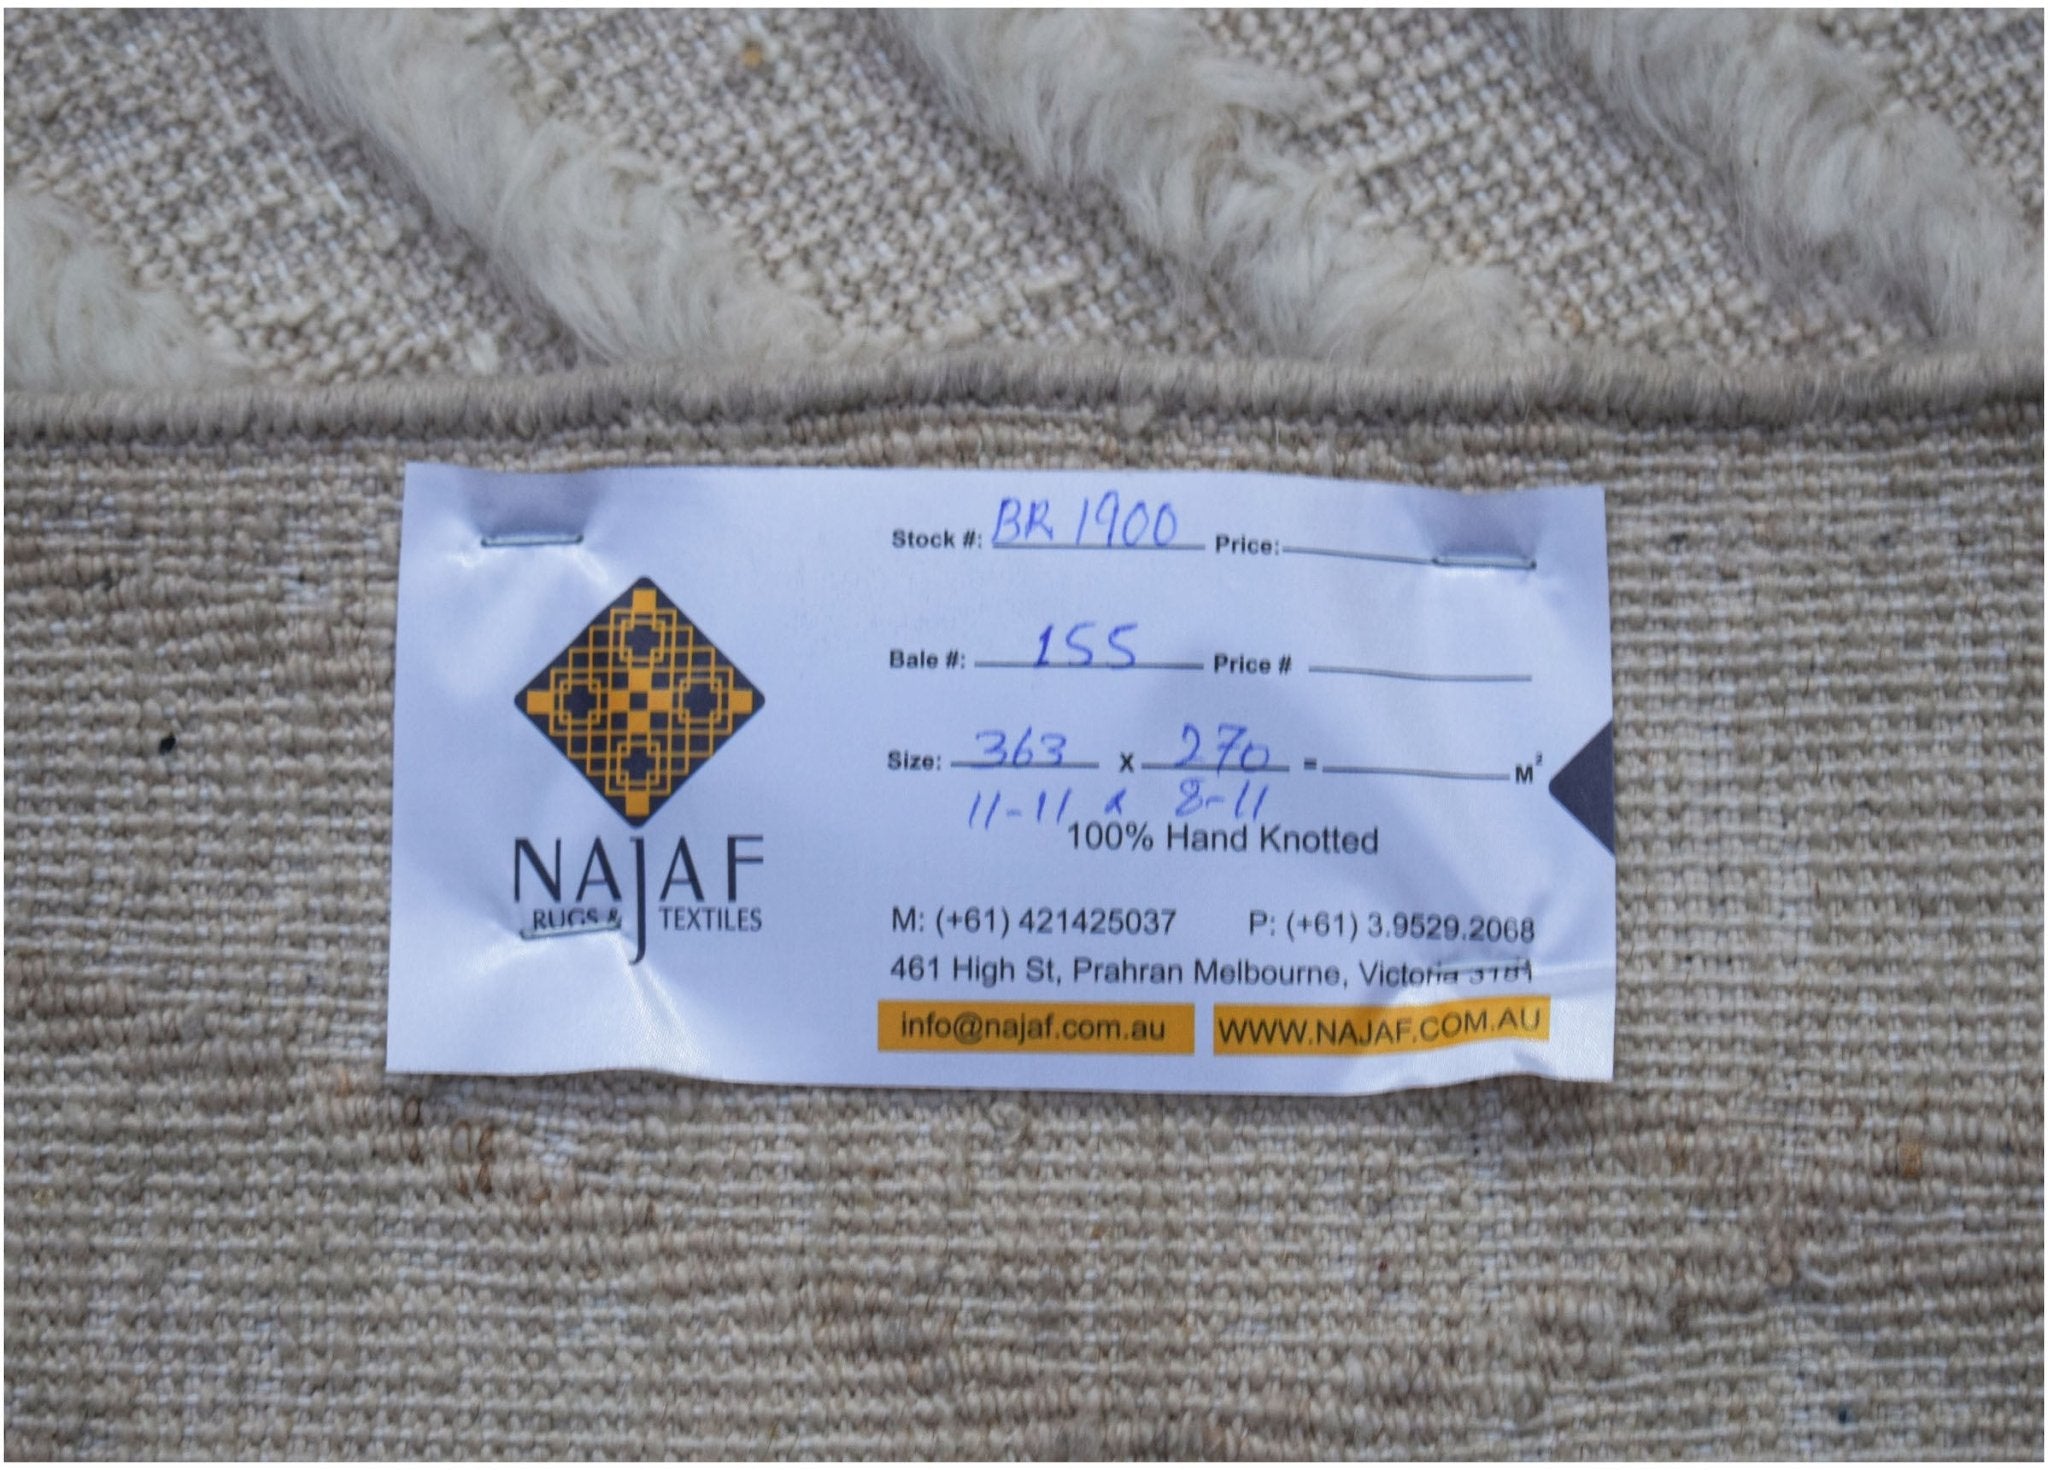 Stock #: BR 1900 Price:
Bale #: 155 Price #
Size: 363 X 270 = M²
11-11 x 8-11
100% Hand Knotted
NAJAF
RUGS & TEXTILES
M: (+61) 421425037 P: (+61) 3.9529.2068
461 High St, Prahran Melbourne, Victoria 3181
info@najaf.com.au WWW.NAJAF.COM.AU